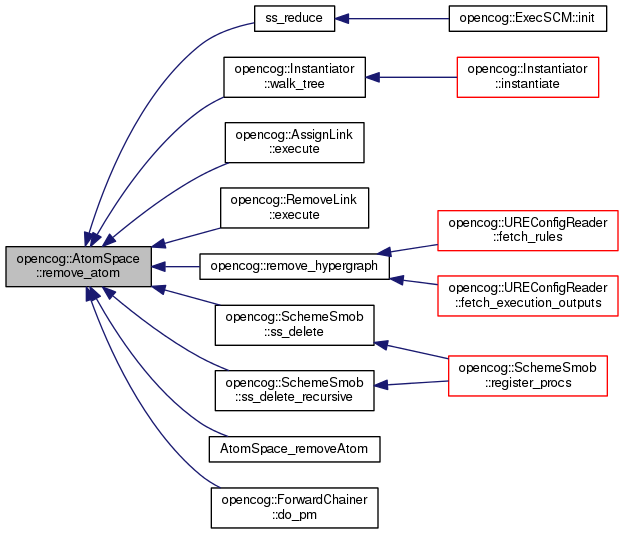 ss_reduce
opencog::ExecSCM::init
opencog::Instantiator
::walk_tree
opencog::Instantiator
::instantiate
opencog::AssignLink
::execute
opencog::RemoveLink
::execute
opencog::AtomSpace
::remove_atom
opencog::remove_hypergraph
opencog::UREConfigReader
::fetch_rules
opencog::UREConfigReader
::fetch_execution_outputs
opencog::SchemeSmob
::ss_delete
opencog::SchemeSmob
::ss_delete_recursive
opencog::SchemeSmob
::register_procs
AtomSpace_removeAtom
opencog::ForwardChainer
::do_pm